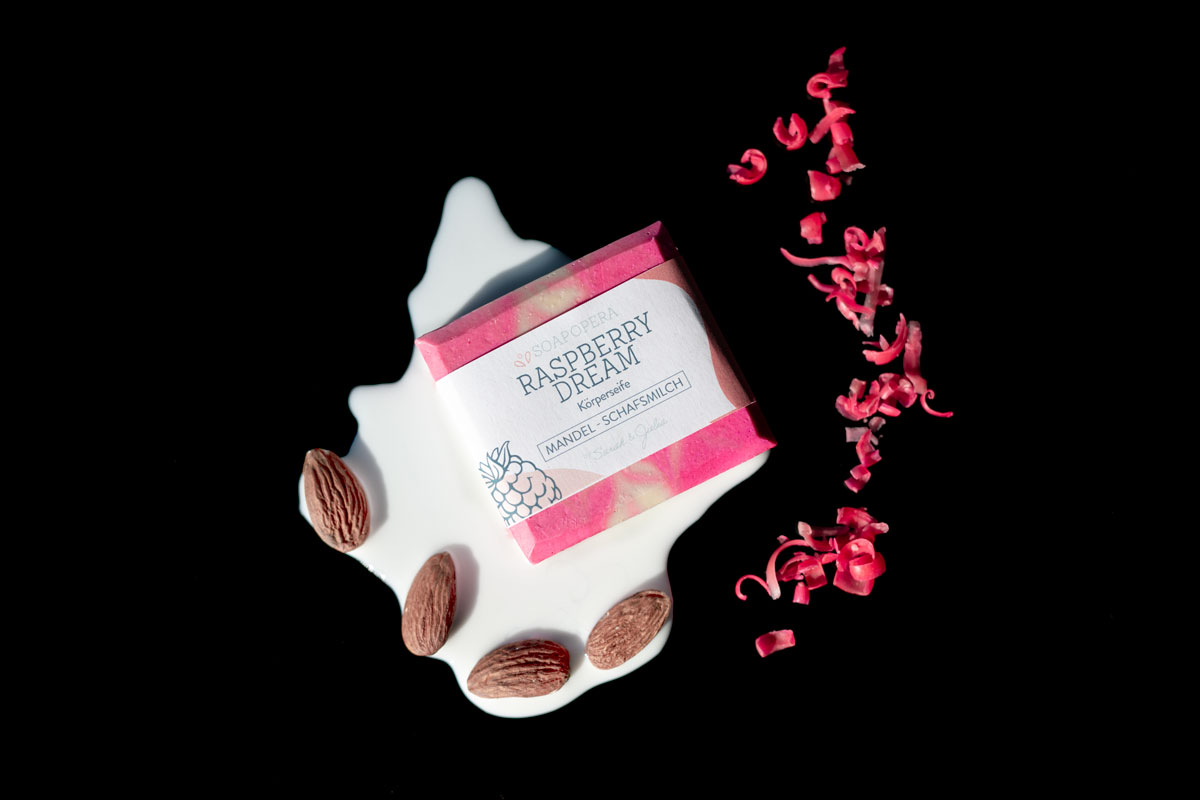 SOAPOPERA
RASPBERRY
DREAM
Körperseife
MANDEL - SCHAFSMILCH